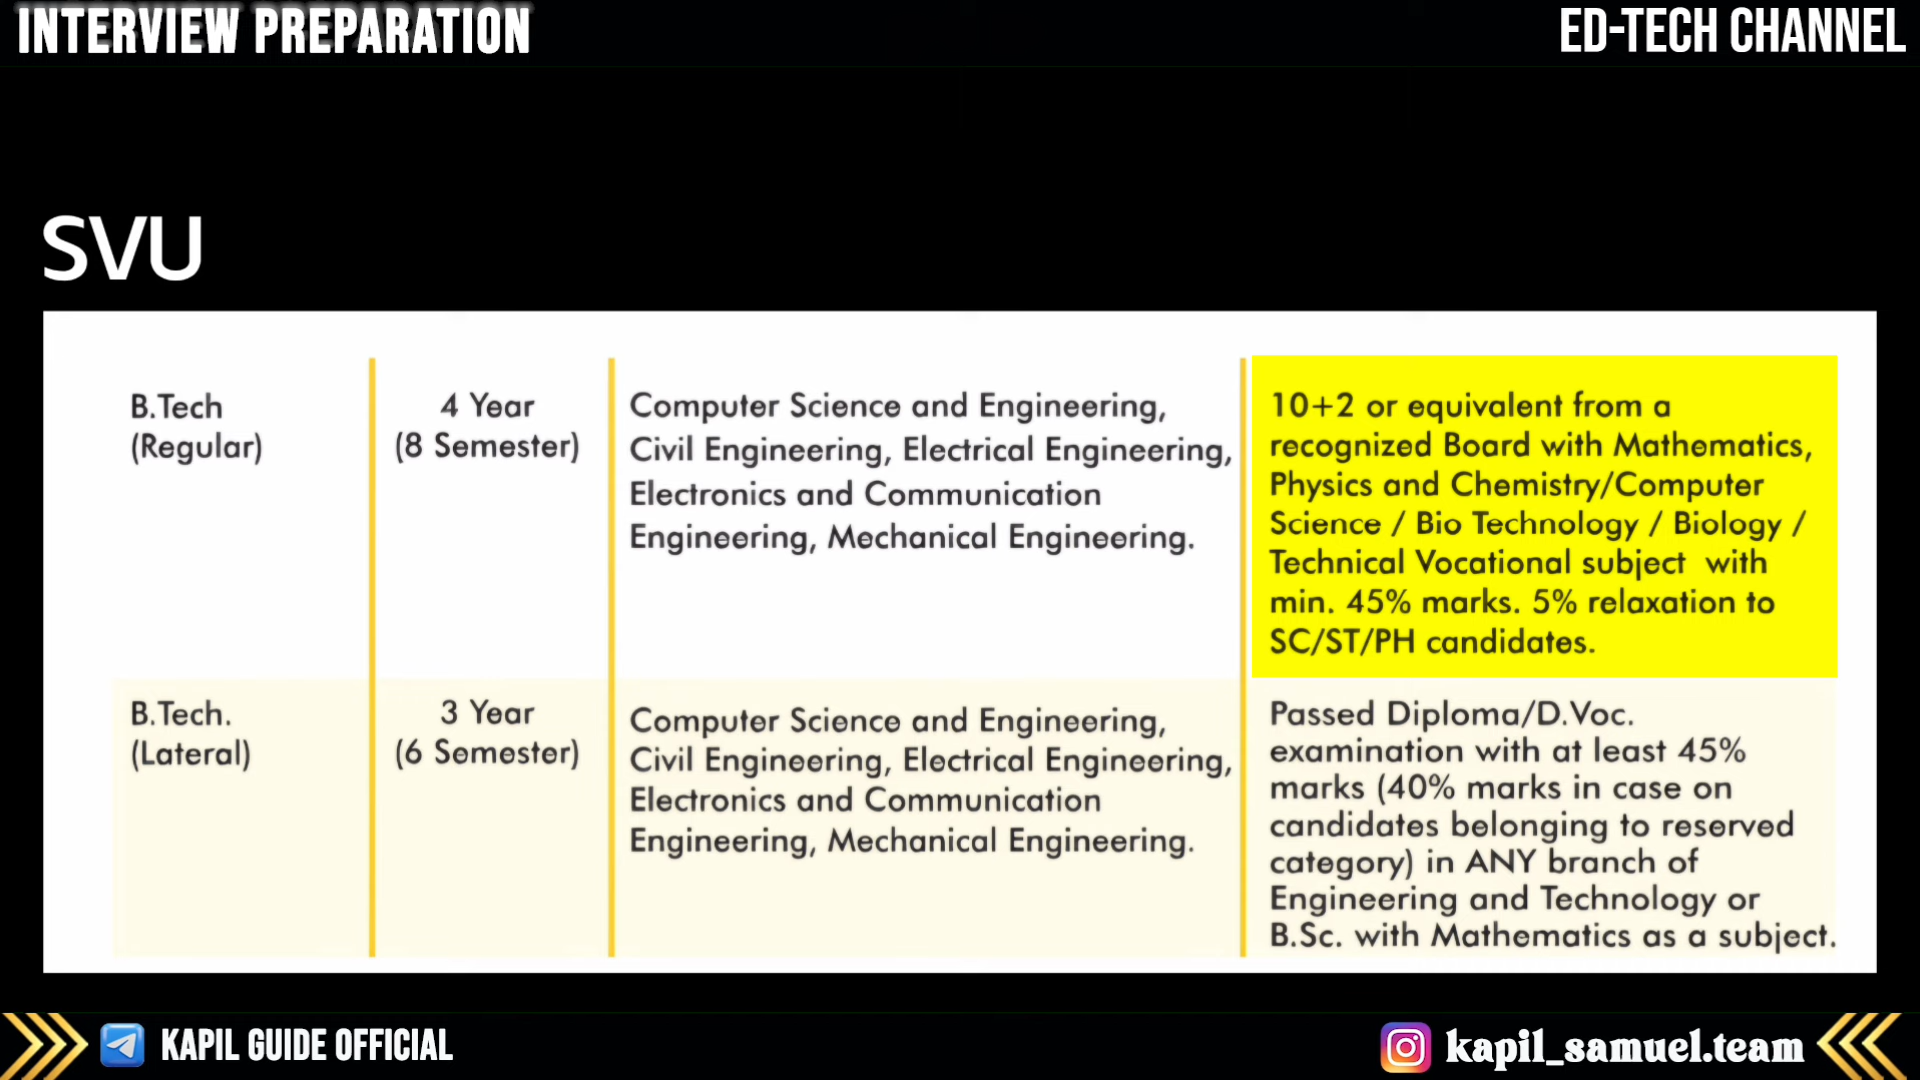 INTERVIEW PREPARATION
ED-TECH CHANNEL
SVU
B.Tech
(Regular)
4 Year
(8 Semester)
Computer Science and Engineering,
Civil Engineering, Electrical Engineering,
Electronics and Communication
Engineering, Mechanical Engineering.
10+2 or equivalent from a
recognized Board with Mathematics,
Physics and Chemistry/Computer
Science / Bio Technology / Biology /
Technical Vocational subject with
min. 45% marks. 5% relaxation to
SC/ST/PH candidates.
B.Tech.
(Lateral)
3 Year
(6 Semester)
Computer Science and Engineering,
Civil Engineering, Electrical Engineering,
Electronics and Communication
Engineering, Mechanical Engineering.
Passed Diploma/D.Voc.
examination with at least 45%
marks (40% marks in case on
candidates belonging to reserved
category) in ANY branch of
Engineering and Technology or
B.Sc. with Mathematics as a subject.
KAPIL GUIDE OFFICIAL
kapil_samuel.team